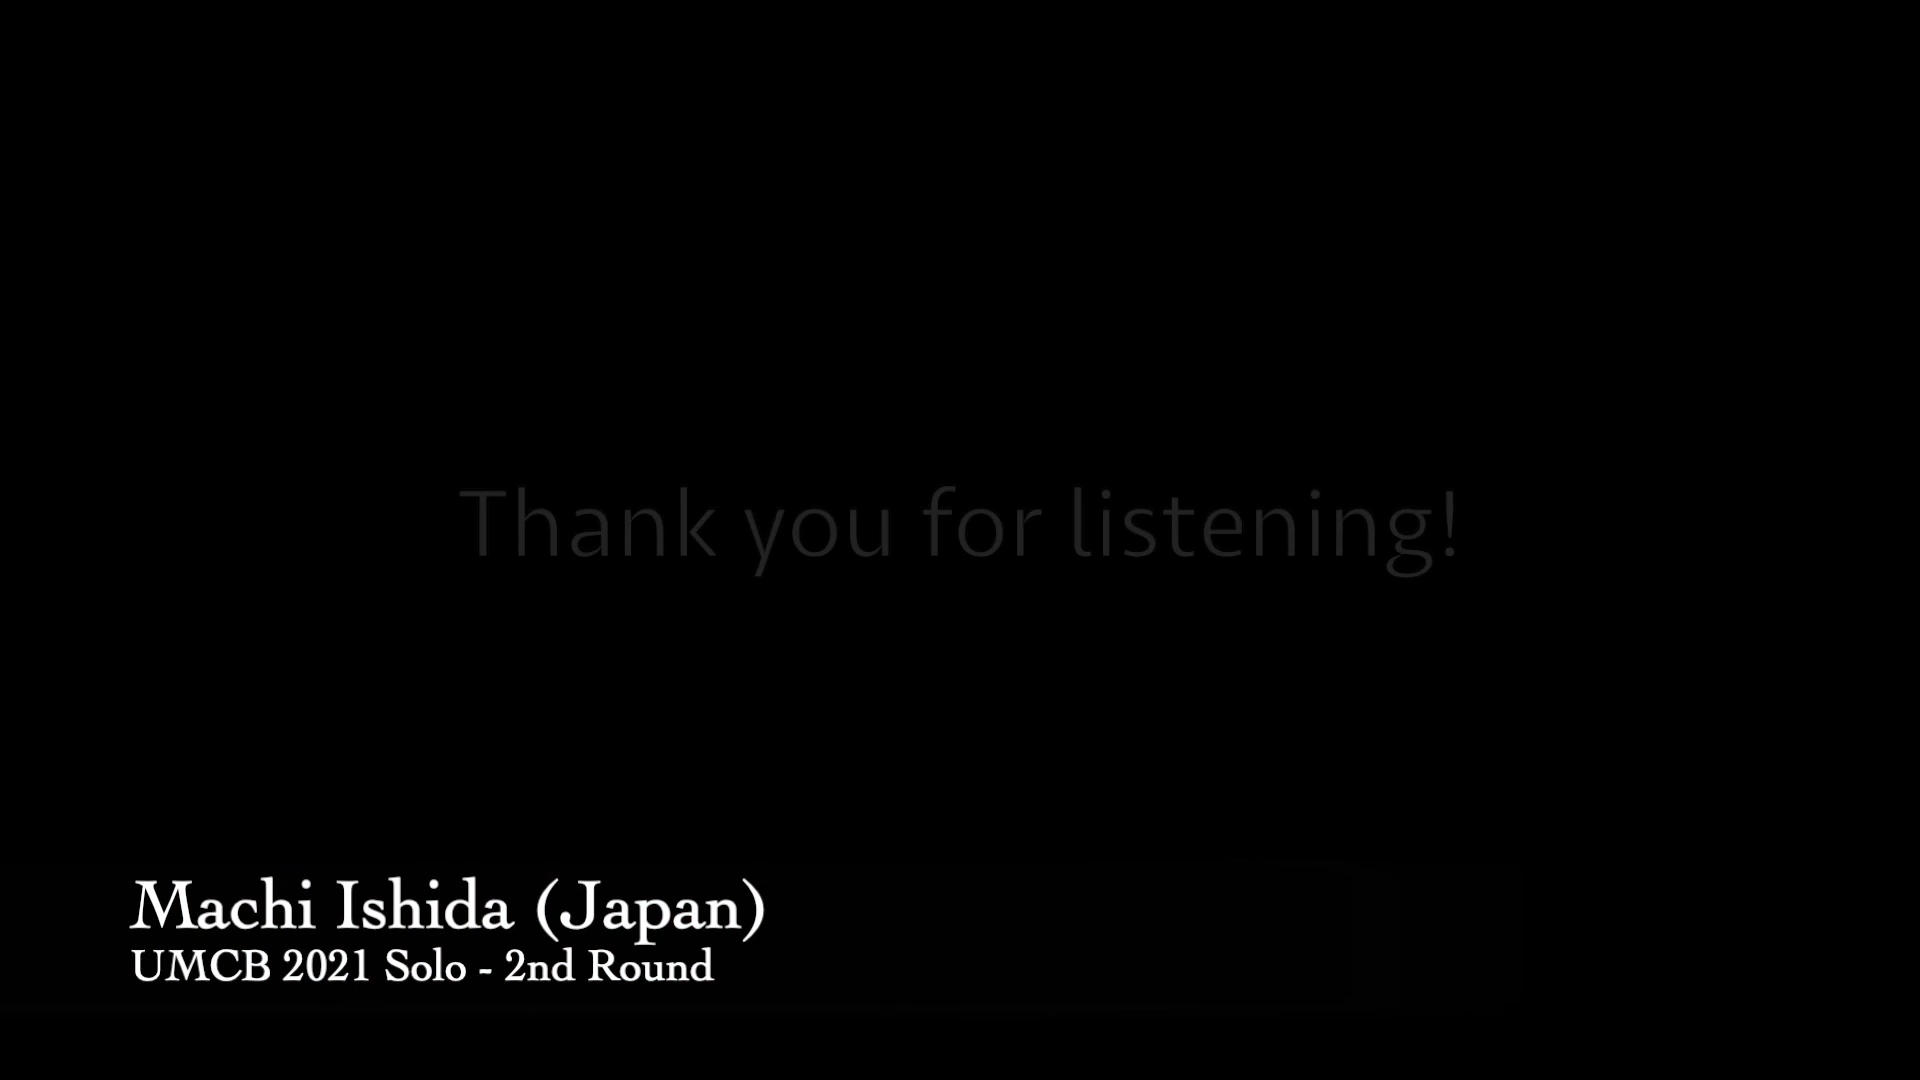 Thank you for listening!
Machi Ishida (Japan)
UMCB 2021 Solo - 2nd Round